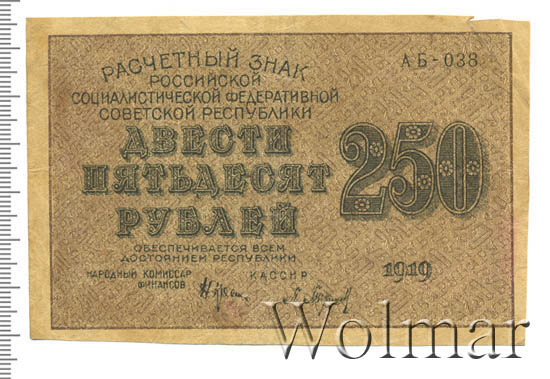 АБ-038
РАСЧЕТНЫЙ ЗНАК
РОССИЙСКОЙ
СОЦИАЛИСТИЧЕСКОЙ ФЕДЕРАТИВНОЙ
СОВЕТСКОЙ РЕСПУБЛИКИ
ДВЕСТИ
ПЯТЬДЕСЯТ
РУБЛЕЙ
250
ОБЕСПЕЧИВАЕТСЯ ВСЕМ
ДОСТОЯНИЕМ РЕСПУБЛИКИ
НАРОДНЫЙ КОМИССАР
ФИНАНСОВ
КАССИР
1919
Wolmar